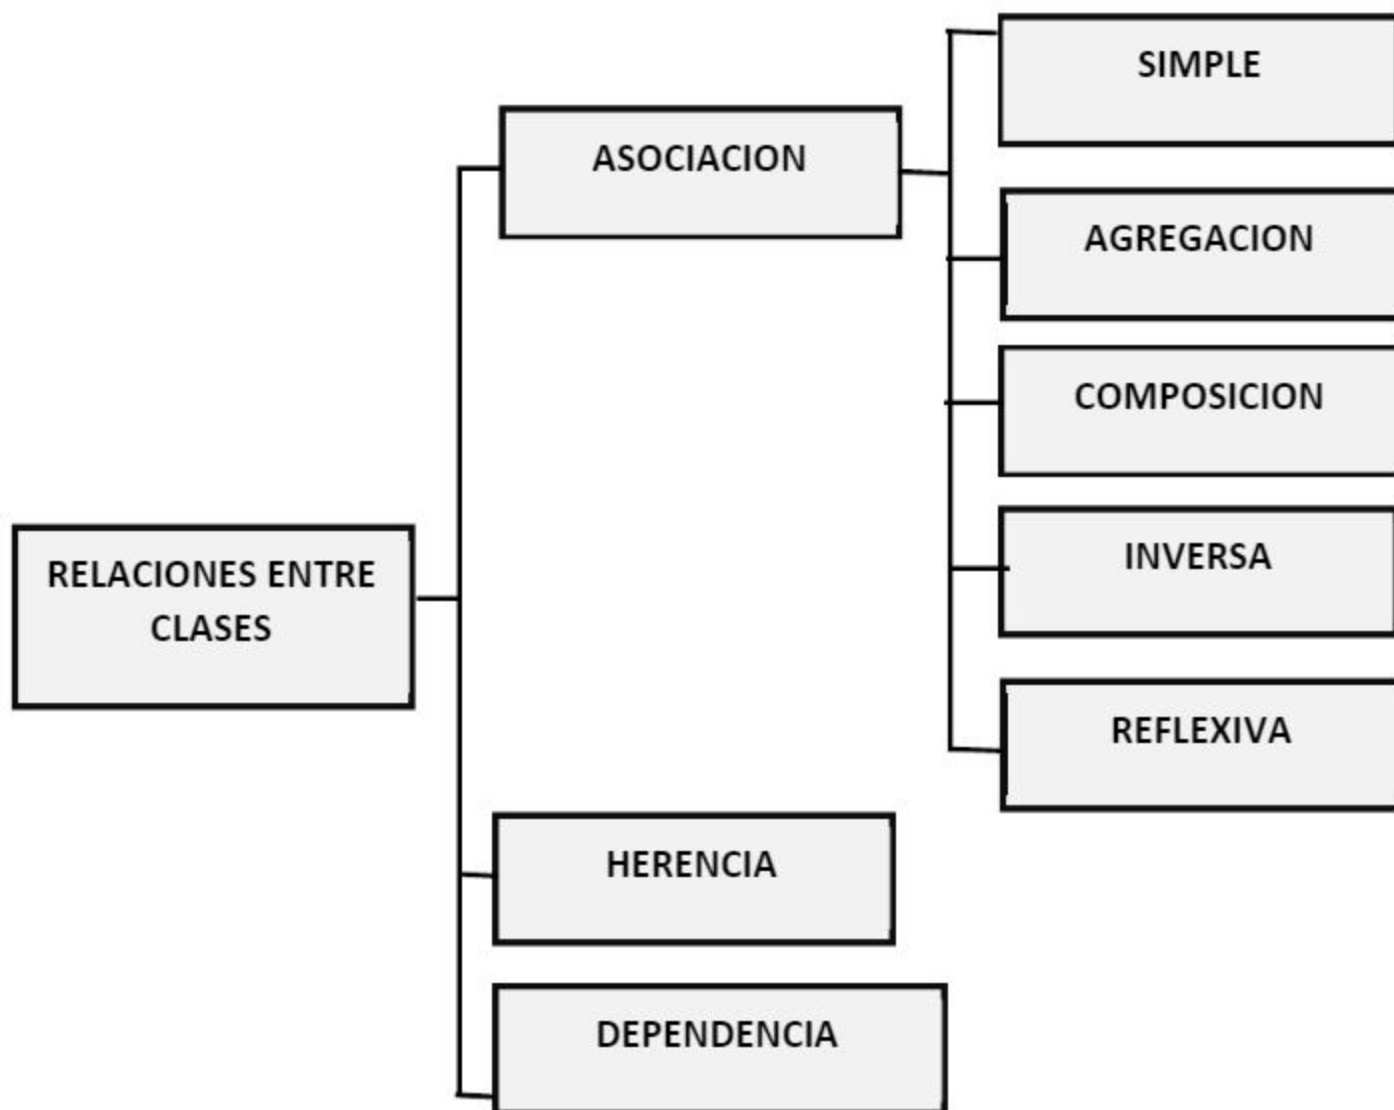 SIMPLE
ASOCIACION
AGREGACION
COMPOSICION
INVERSA
RELACIONES ENTRE
CLASES
REFLEXIVA
HERENCIA
DEPENDENCIA